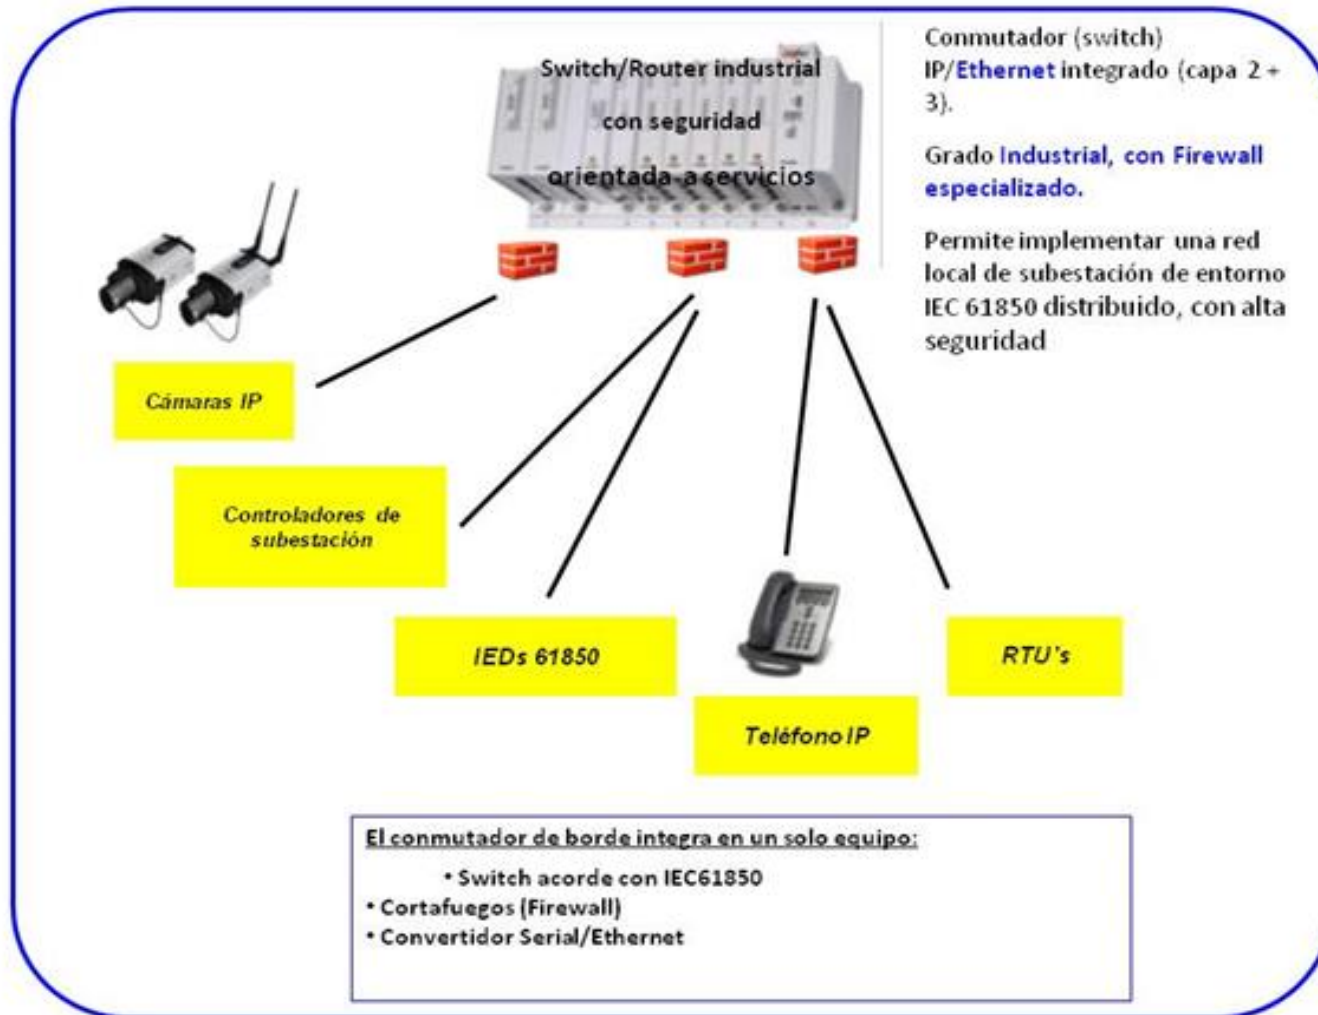 Switch/Router industrial
con seguridad
orientada a servicios
Conmutador (switch)
IP/Ethernet integrado (capa 2 +
3).
Grado Industrial, con Firewall
especializado.
Permite implementar una red
local de subestación de entorno
IEC 61850 distribuido, con alta
seguridad
Cámaras IP
Controladores de
subestación
IEDs 61850
Teléfono IP
RTU's
El conmutador de borde integra en un solo equipo:
• Switch acorde con IEC61850
• Cortafuegos (Firewall)
• Convertidor Serial/Ethernet